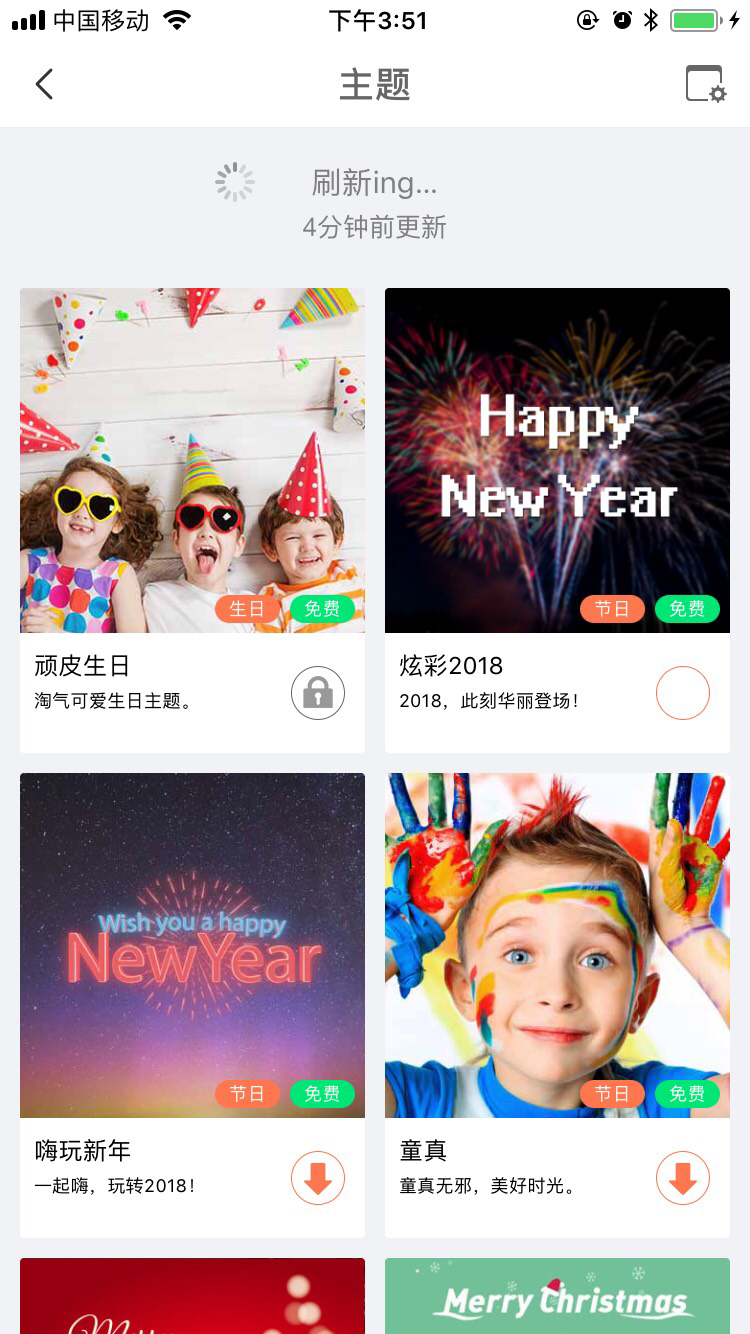 中国移动
下午3:51
主题
刷新ing...
4分钟前更新
Happy
New Year
生日
免费
节日
免费
顽皮生日
淘气可爱生日主题。
炫彩2018
2018，此刻华丽登场！
Wish you a happy
New Year
节日
免费
节日
免费
嗨玩新年
一起嗨，玩转2018！
童真
童真无邪，美好时光。
Merry Christmas